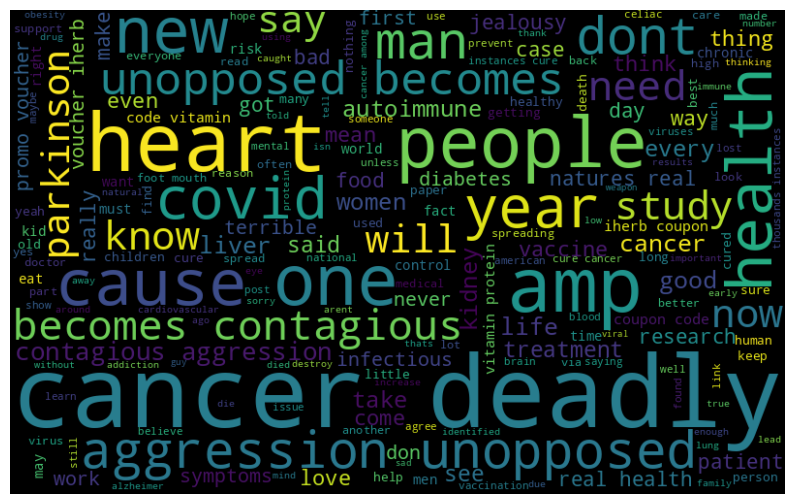 obesity hope celiac care made
support new say first use jealousy dont number
drug everyone make risk man prevent thank thing using
right read caught bad nothing case instances cure back
maybe unopposed becomes cancer among think need chronic high thinking
promo voucher voucher iherb even got many autoimmune getting death way best immune
code vitamin told someone day healthy much
parkinson heart mental isn mean world people every viruses health
foot mouth tell unless
want reason often food diabetes natures real lost
natural protein paper results look
yeah really find covid women fact year study thousands instances
kid must terrible used weapon low cured
old know liver said will spreading iherb coupon
yes children cure spread control vaccine cancer
doctor national american cure cancer long important
eat away eye never kidney good early sure
part cause one post medical amp better now
show cardiovascular sorry arent vitamin protein
around ago thats lot life time blood coupon code viral
becomes contagious infectious treatment research human
contagious aggression guy brain via saying keep
without addiction died destroy little well link
learn cancer deadly increase found true
die issue take come
believe another agree identified enough
virus aggression unopposed lung lead
may still don see patient
work symptoms mind sad love help men vaccination due real health person
alzheimer family